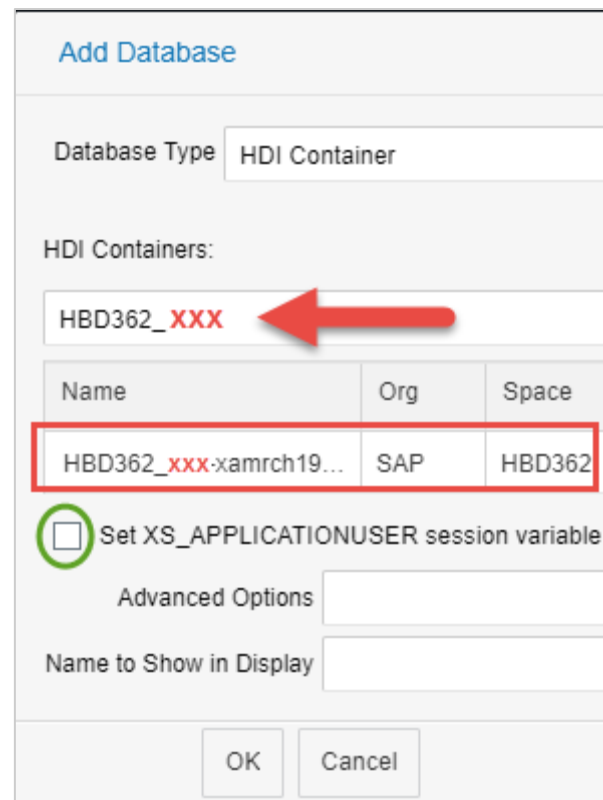 Add Database
Database Type HDI Container
HDI Containers:
HBD362_XXX
Name Org Space
HBD362_xxx-xamrch19... SAP HBD362
Set XS_APPLICATIONUSER session variable
Advanced Options
Name to Show in Display
OK Cancel